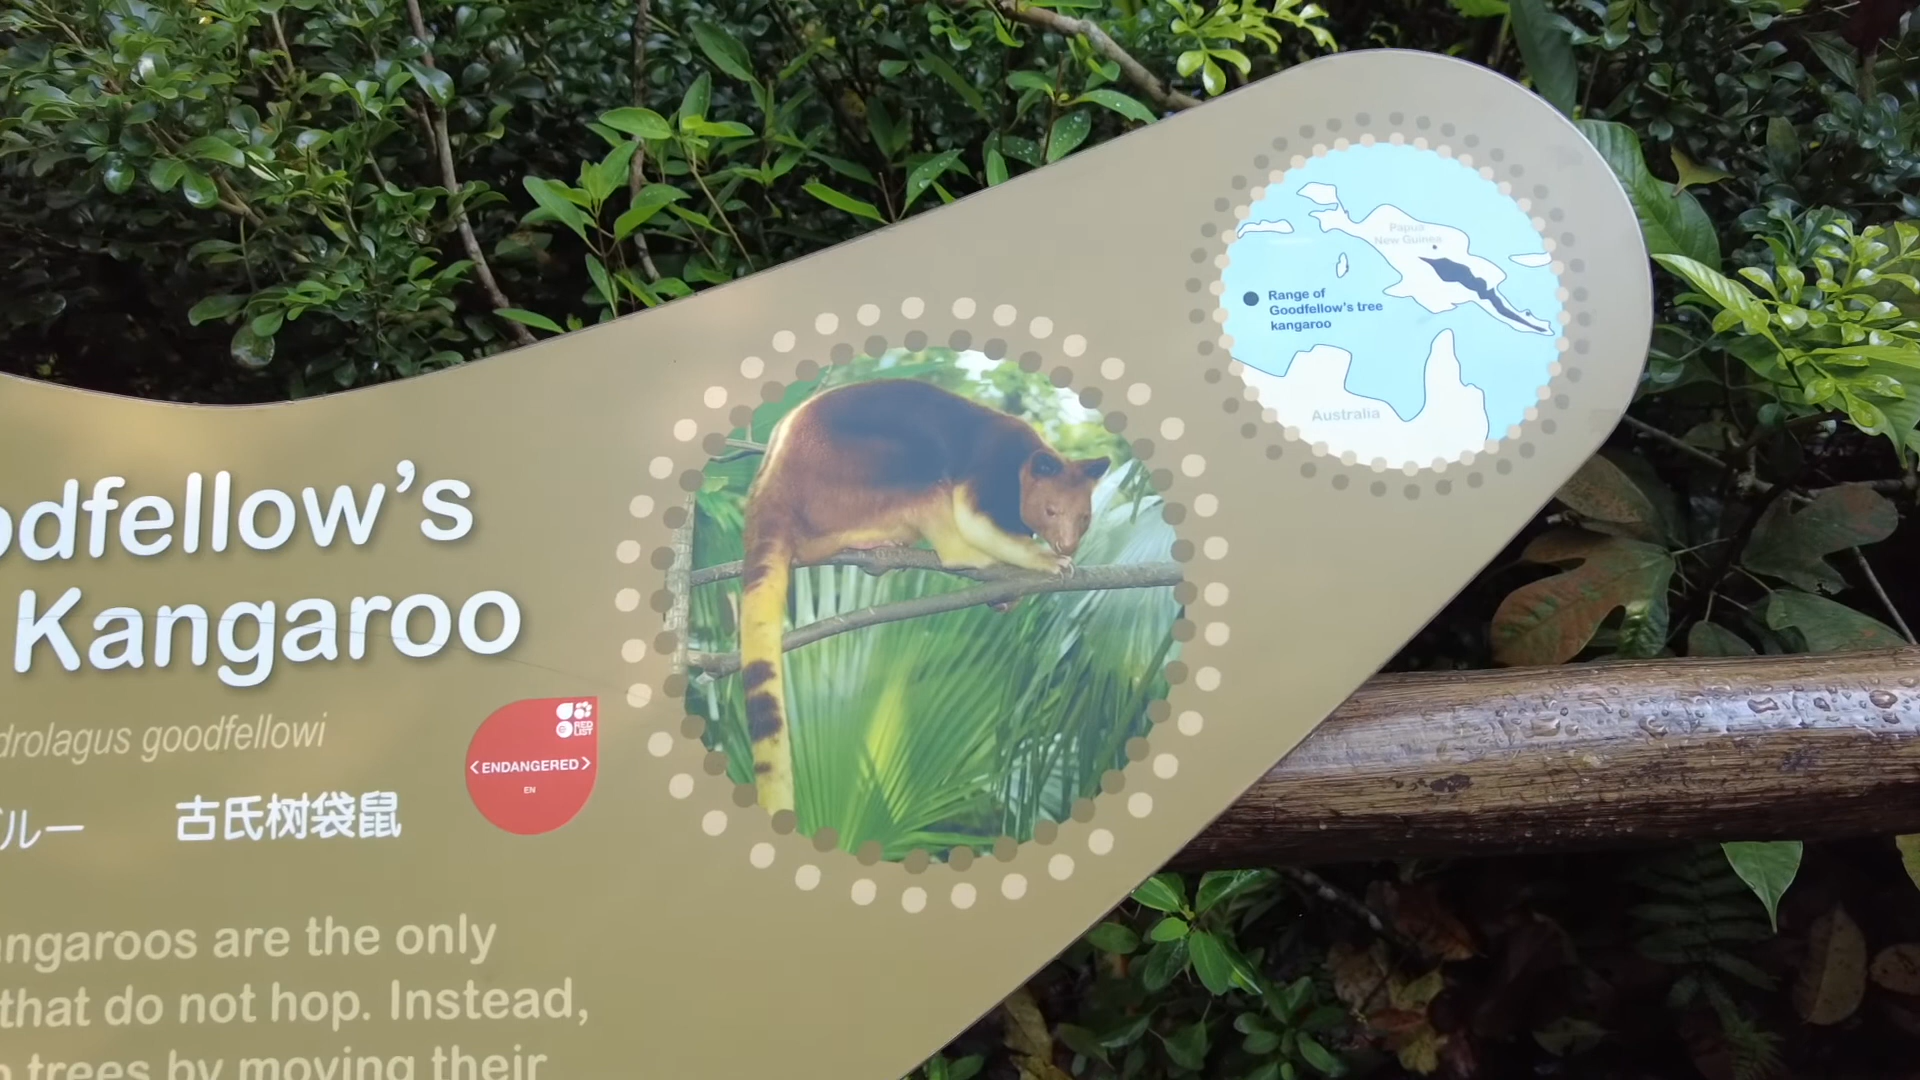 odfellow's
Kangaroo
drolagus goodfellowi
ルー 古氏树袋鼠
RED
LIST
<ENDANGERED>
EN
ngaroos are the only
that do not hop. Instead,
trees by moving their
Papua
New Guinea
Range of
Goodfellow's tree
kangaroo
Australia